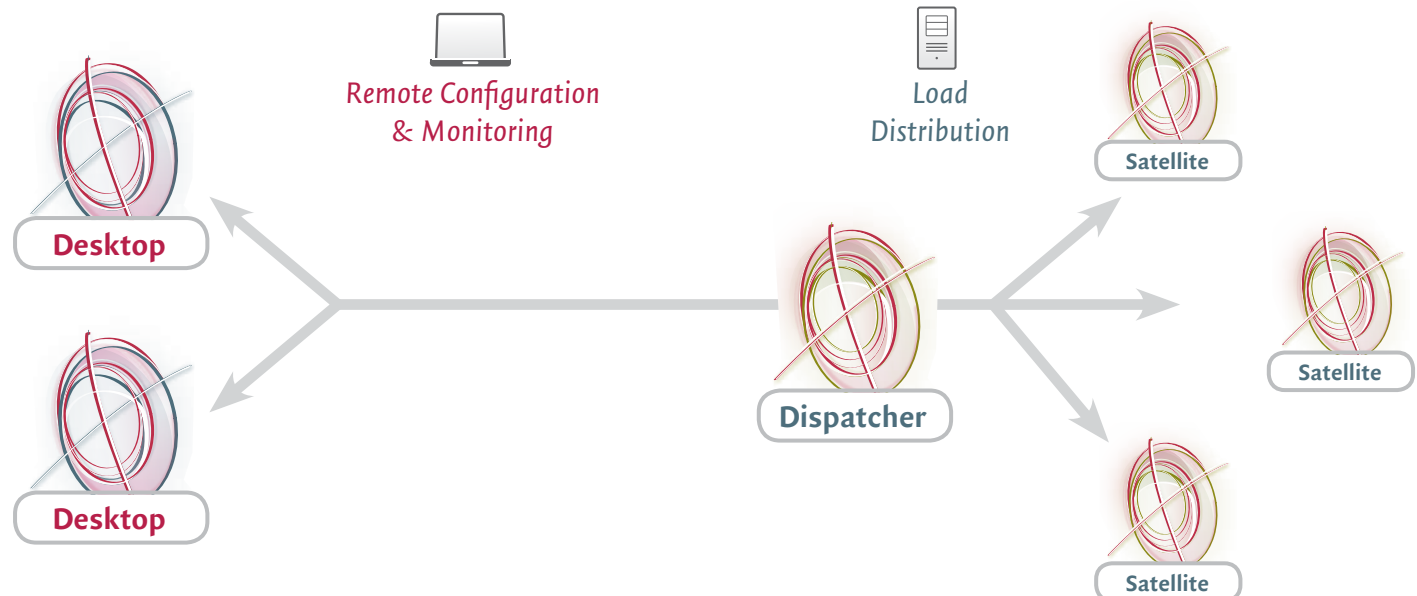 Remote Configuration
& Monitoring
Load
Distribution
Satellite
Desktop
Satellite
Dispatcher
Desktop
Satellite